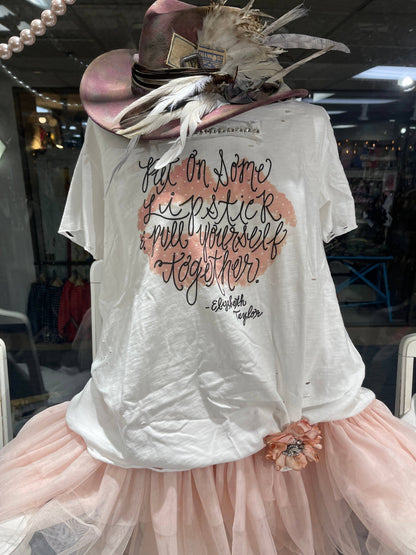 Put on some
Lipstick
& pull yourself
together.
- Elizabeth
Taylor